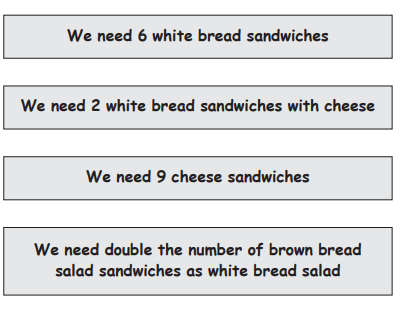 We need 6 white bread sandwiches
We need 2 white bread sandwiches with cheese
We need 9 cheese sandwiches
We need double the number of brown bread
salad sandwiches as white bread salad